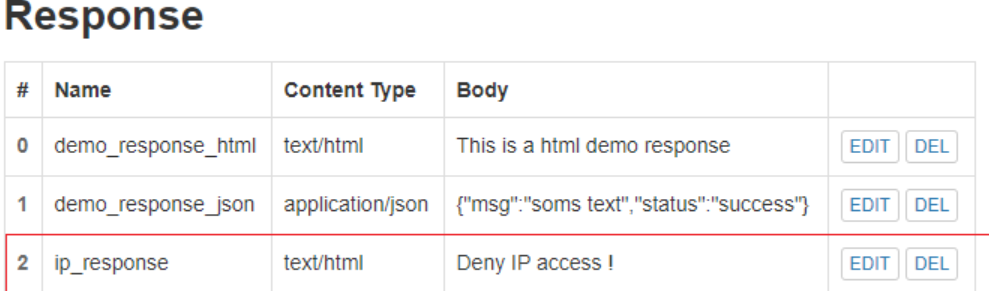 Response
# Name Content Type Body
0 demo_response_html text/html This is a html demo response EDIT DEL
1 demo_response_json application/json {"msg":"soms text","status":"success"} EDIT DEL
2 ip_response text/html Deny IP access ! EDIT DEL